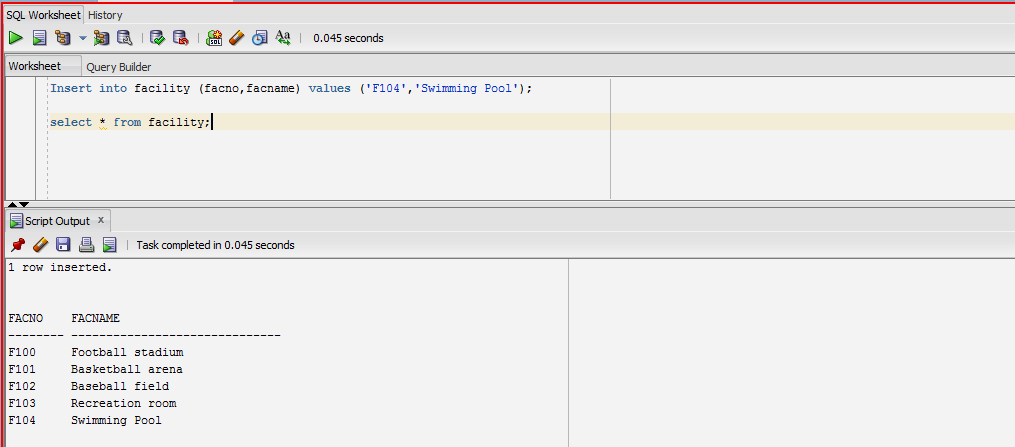 SQL Worksheet History
0.045 seconds
Worksheet Query Builder
Insert into facility (facno,facname) values ('F104','Swimming Pool');
select * from facility;
Script Output x
Task completed in 0.045 seconds
1 row inserted.
FACNO FACNAME
-------- ------------------------------
F100 Football stadium
F101 Basketball arena
F102 Baseball field
F103 Recreation room
F104 Swimming Pool